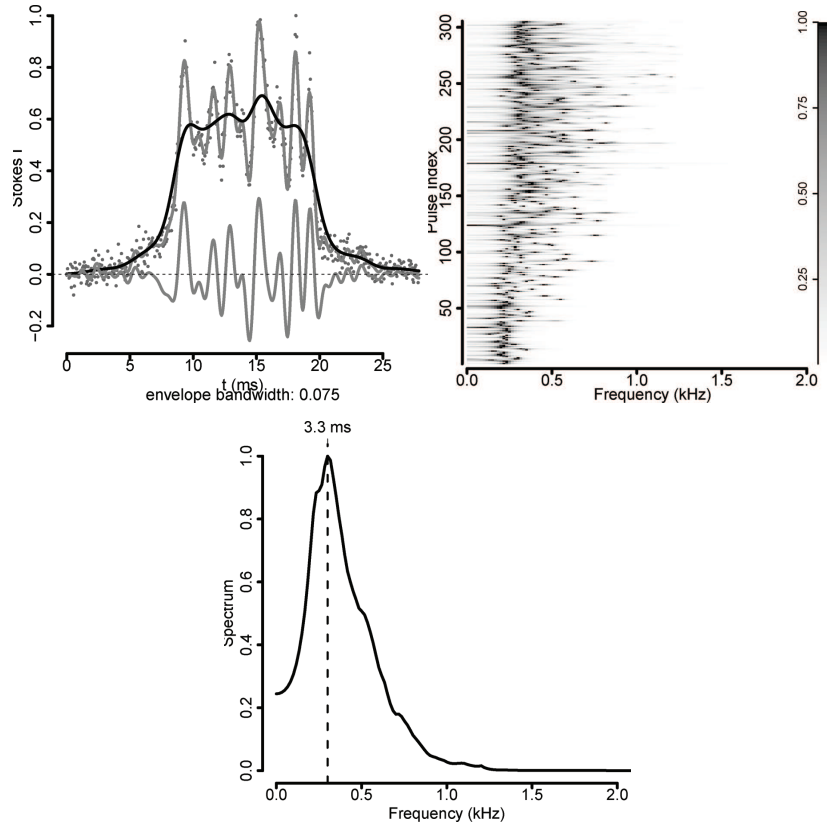 1.0
0.8
0.6
0.4
0.2
0.0
−0.2
Stokes I
0 5 10 15 20 25
t (ms)
envelope bandwidth: 0.075
300
250
200
150
100
50
Pulse Index
0.0 0.5 1.0 1.5 2.0
Frequency (kHz)
1.00
0.75
0.50
0.25
3.3 ms
1.0
0.8
0.6
0.4
0.2
0.0
Spectrum
0.0 0.5 1.0 1.5 2.0
Frequency (kHz)